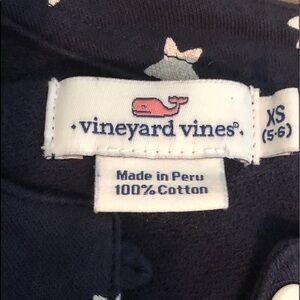 vineyard vines®
XS
(5-6)
Made in Peru
100% Cotton